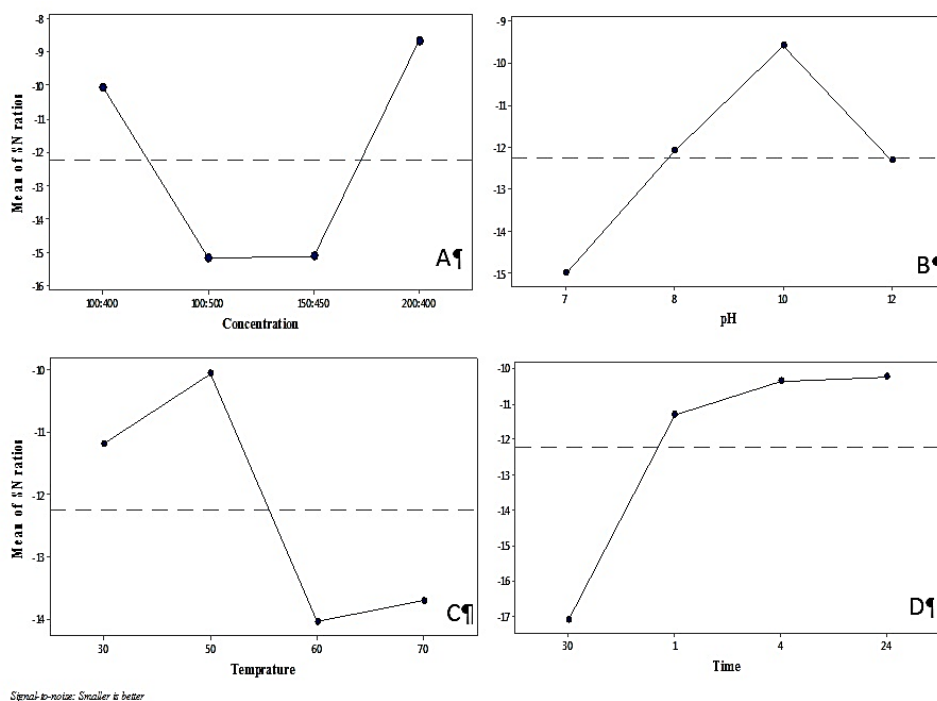 -8
-9
-10
-11
-12
-13
-14
-15
-16
Mean of SN ratios
100:400 100:500 150:450 200:400
Concentration
A¶
-9
-10
-11
-12
-13
-14
-15
7 8 10 12
pH
B¶
-10
-11
-12
-13
-14
Mean of SN ratios
30 50 60 70
Temprature
C¶
-10
-11
-12
-13
-14
-15
-16
-17
30 1 4 24
Time
D¶
Signal-to-noise: Smaller is better